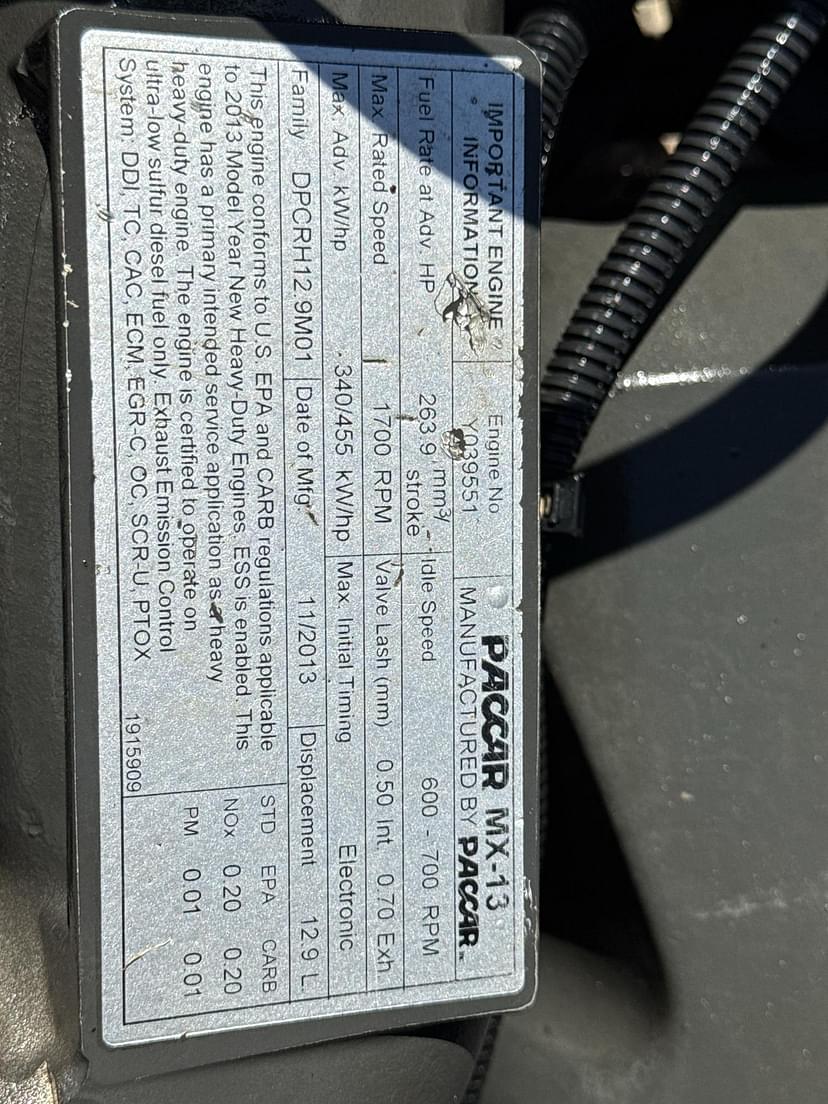 IMPORTANT ENGINE
INFORMATION
Engine No
Y039551
PACCAR MX-13
MANUFACTURED BY PACCAR
Fuel Rate at Adv. HP 263.9 mm³/stroke Idle Speed 600 - 700 RPM
Max. Rated Speed 1700 RPM Valve Lash (mm) 0.50 Int. 0.70 Exh.
Max. Adv. kW/hp 340/455 kW/hp Max. Initial Timing Electronic
Family DPCRH12.9M01 Date of Mfg 11/2013 Displacement 12.9 L.
This engine conforms to U.S. EPA and CARB regulations applicable
to 2013 Model Year New Heavy-Duty Engines. ESS is enabled. This
engine has a primary intended service application as a heavy
heavy-duty engine. The engine is certified to operate on
ultra-low sulfur diesel fuel only. Exhaust Emission Control
System: DDI, TC, CAC, ECM, EGR-C, OC, SCR-U, PTOX
1915909
STD EPA CARB
NOx 0.20 0.20
PM 0.01 0.01